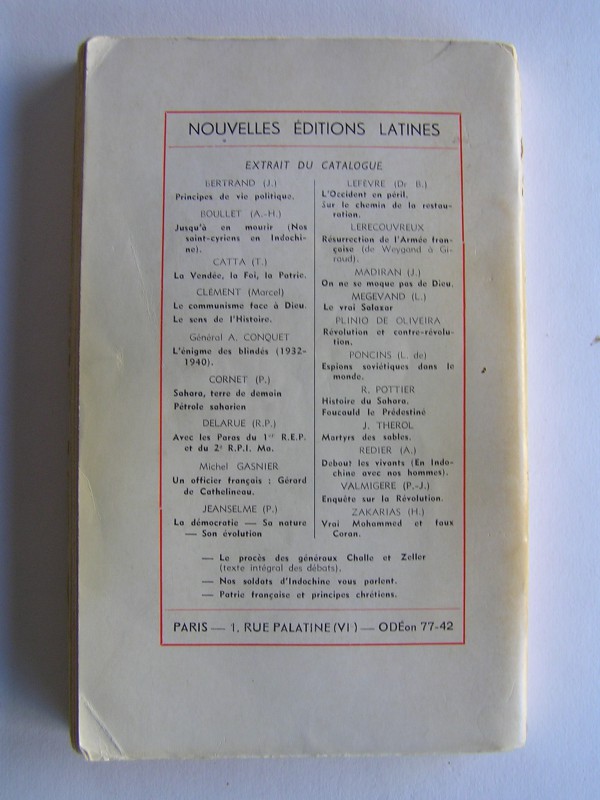 NOUVELLES ÉDITIONS LATINES
EXTRAIT DU CATALOGUE
BERTRAND (J.)
Principes de vie politique.
BOULLET (A.-H.)
Jusqu'à en mourir (Nos
saint-cyriens en Indochi-
ne).
CATTA (T.)
La Vendée, la Foi, la Patrie.
CLÉMENT (Marcel)
Le communisme face à Dieu.
Le sens de l'Histoire.
Général A. CONQUET
L'énigme des blindés (1932-
1940).
CORNET (P.)
Sahara, terre de demain
Pétrole saharien
DELARUE (R.P.)
Avec les Paras du 1er R.E.P.
et du 2e R.P.I. Ma.
Michel GASNIER
Un officier français : Gérard
de Cathelineau.
JEANSELME (P.)
La démocratie — Sa nature
— Son évolution
LEFÈVRE (Dr B.)
L'Occident en péril.
Sur le chemin de la restau-
ration.
LERECOUVREUX
Résurrection de l'Armée fran-
çaise (de Weygand à Gi-
raud).
MADIRAN (J.)
On ne se moque pas de Dieu.
MEGEVAND (L.)
Le vrai Salazar
PLINIO DE OLIVEIRA
Révolution et contre-révolu-
tion.
PONCINS (L. de)
Espions soviétiques dans le
monde.
R. POTTIER
Histoire du Sahara.
Foucauld le Prédestiné
J. THEROL
Martyrs des sables.
REDIER (A.)
Debout les vivants (En Indo-
chine avec nos hommes).
VALMIGERE (P.-J.)
Enquête sur la Révolution.
ZAKARIAS (H.)
Vrai Mohammed et faux
Coran.
— Le procès des généraux Challe et Zeller
(texte intégral des débats).
— Nos soldats d'Indochine vous parlent.
— Patrie française et principes chrétiens.
PARIS — 1, RUE PALATINE (VI) — ODÉon 77-42